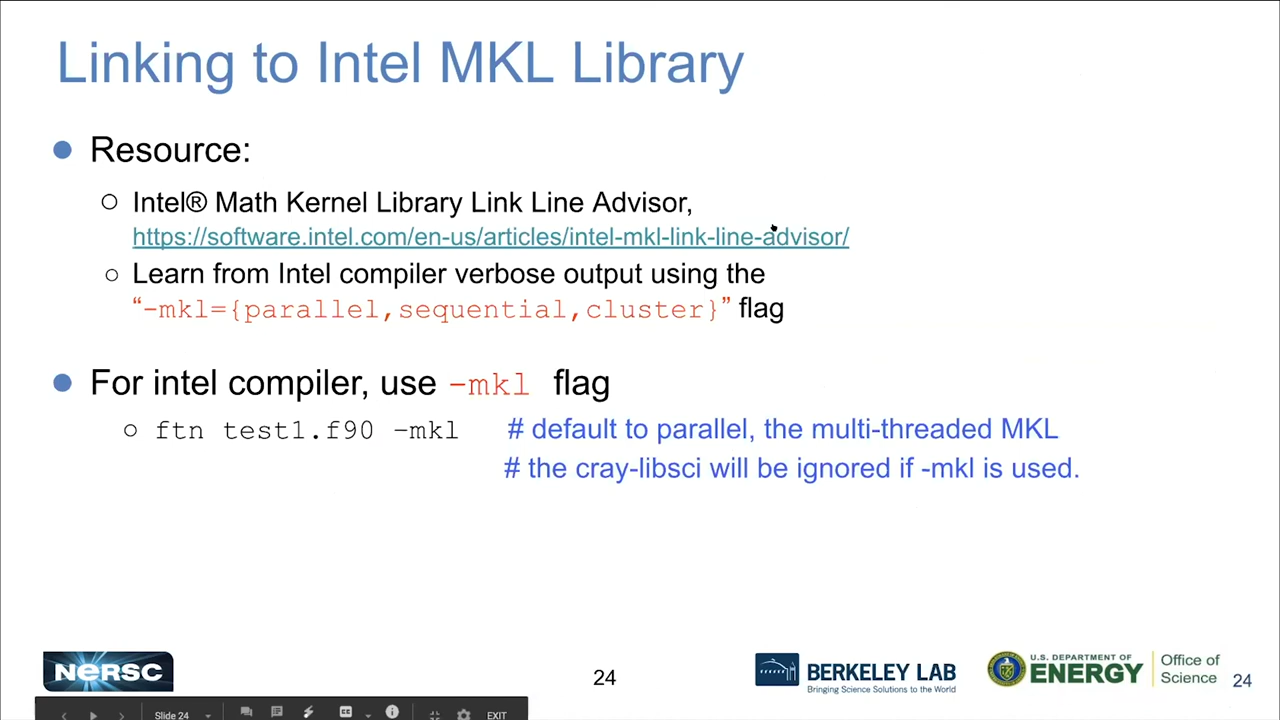 Linking to Intel MKL Library
● Resource:
○ Intel® Math Kernel Library Link Line Advisor,
https://software.intel.com/en-us/articles/intel-mkl-link-line-advisor/
○ Learn from Intel compiler verbose output using the
“-mkl={parallel,sequential,cluster}” flag
● For intel compiler, use -mkl flag
○ ftn test1.f90 -mkl # default to parallel, the multi-threaded MKL
# the cray-libsci will be ignored if -mkl is used.
NERSC
24
BERKELEY LAB
Bringing Science Solutions to the World
U.S. DEPARTMENT OF
ENERGY
Office of
Science
24
Slide 24
CC
EXIT